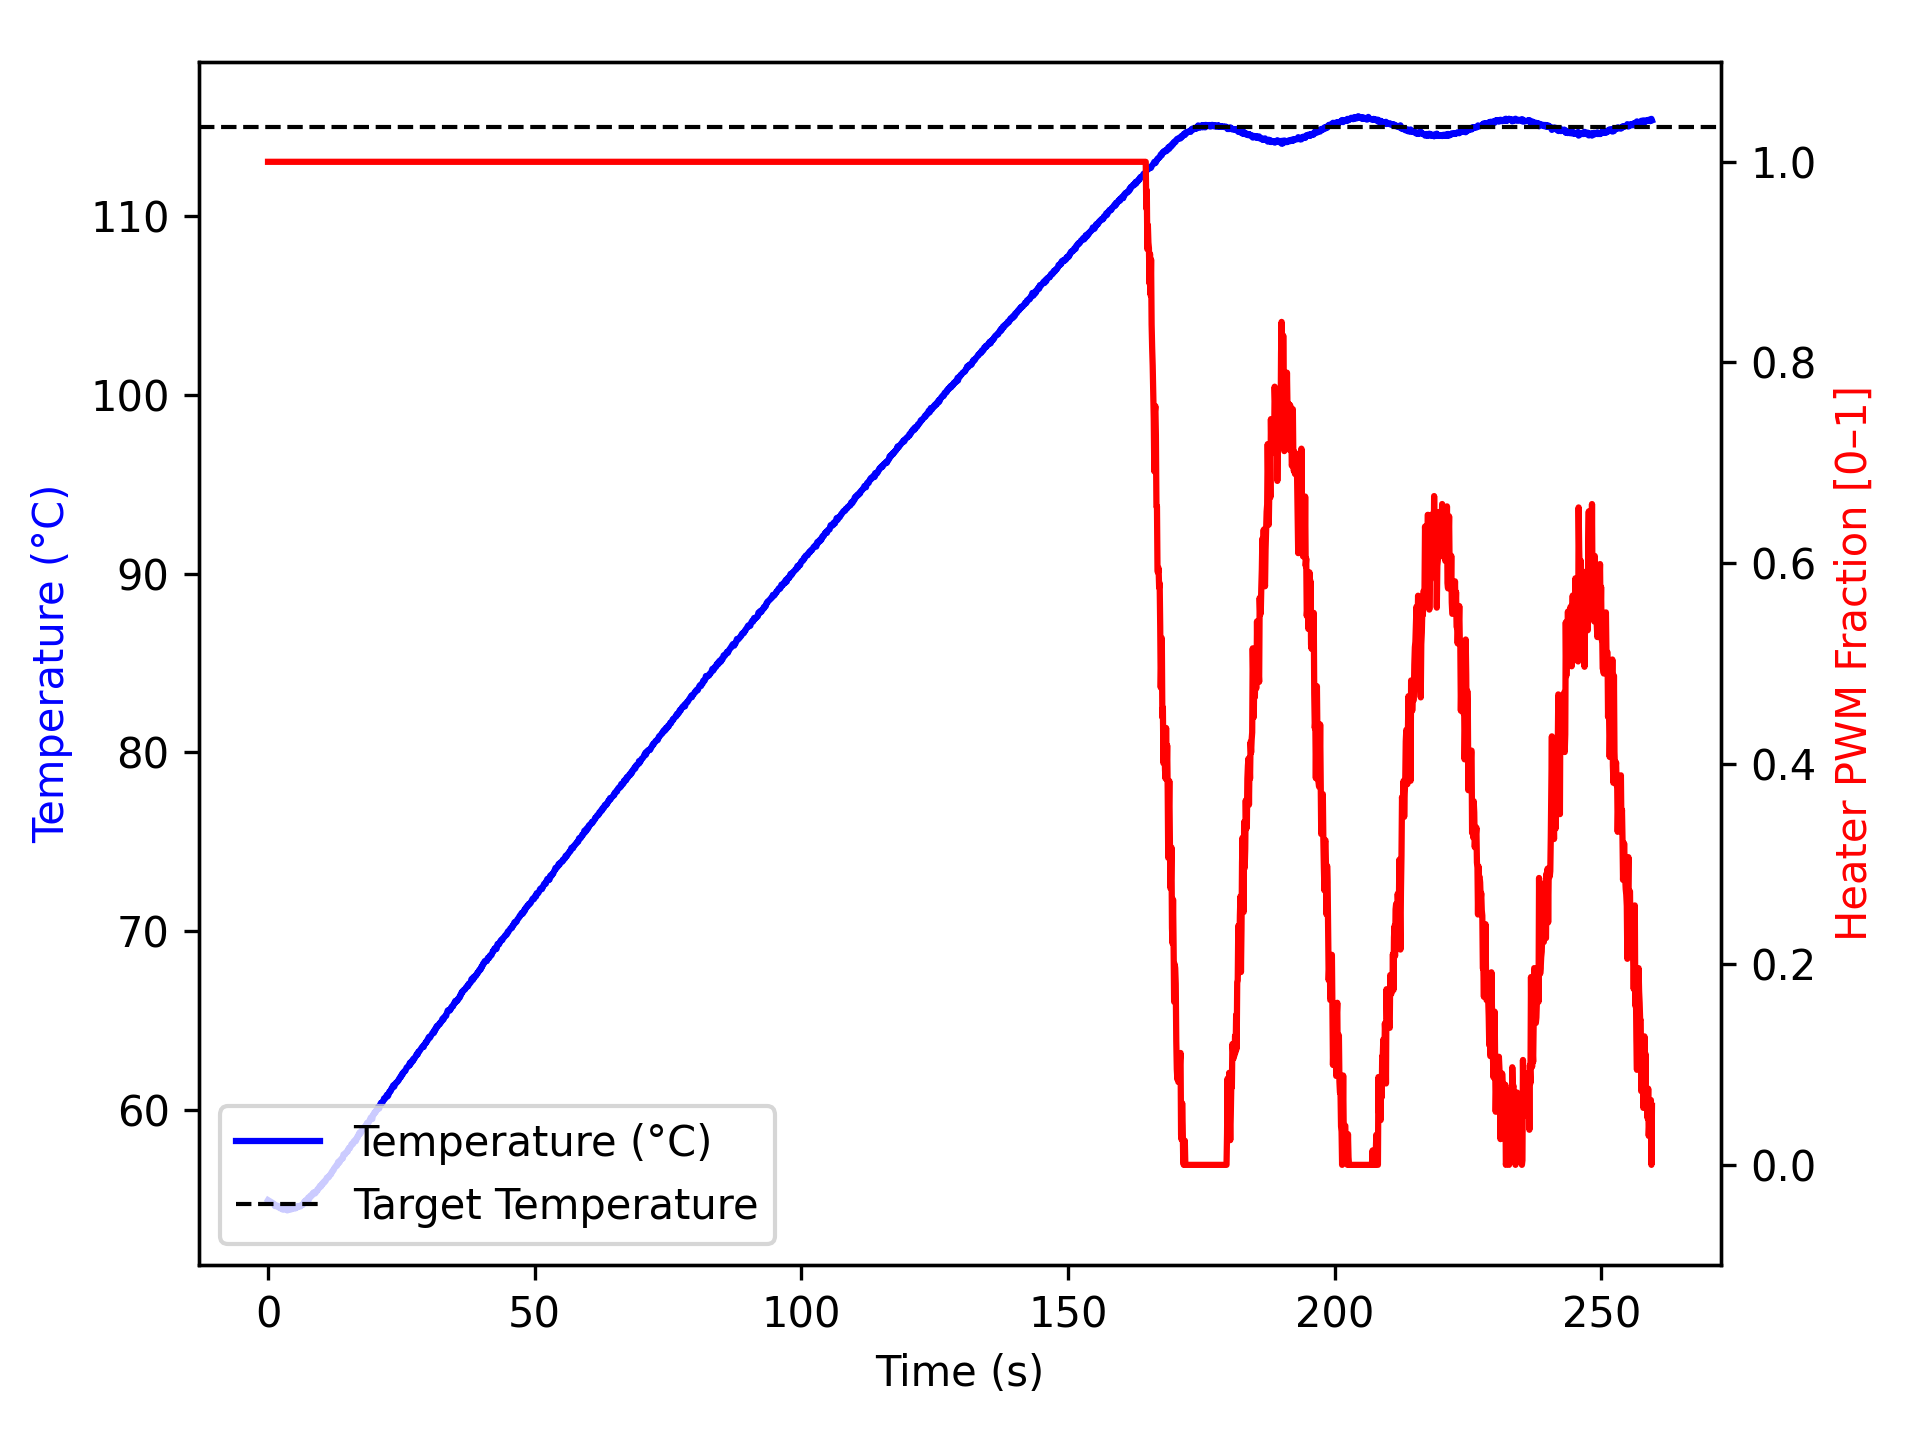 110
100
90
80
70
60
Temperature (°C)
1.0
0.8
0.6
0.4
0.2
0.0
Heater PWM Fraction [0–1]
Temperature (°C)
Target Temperature
0 50 100 150 200 250
Time (s)